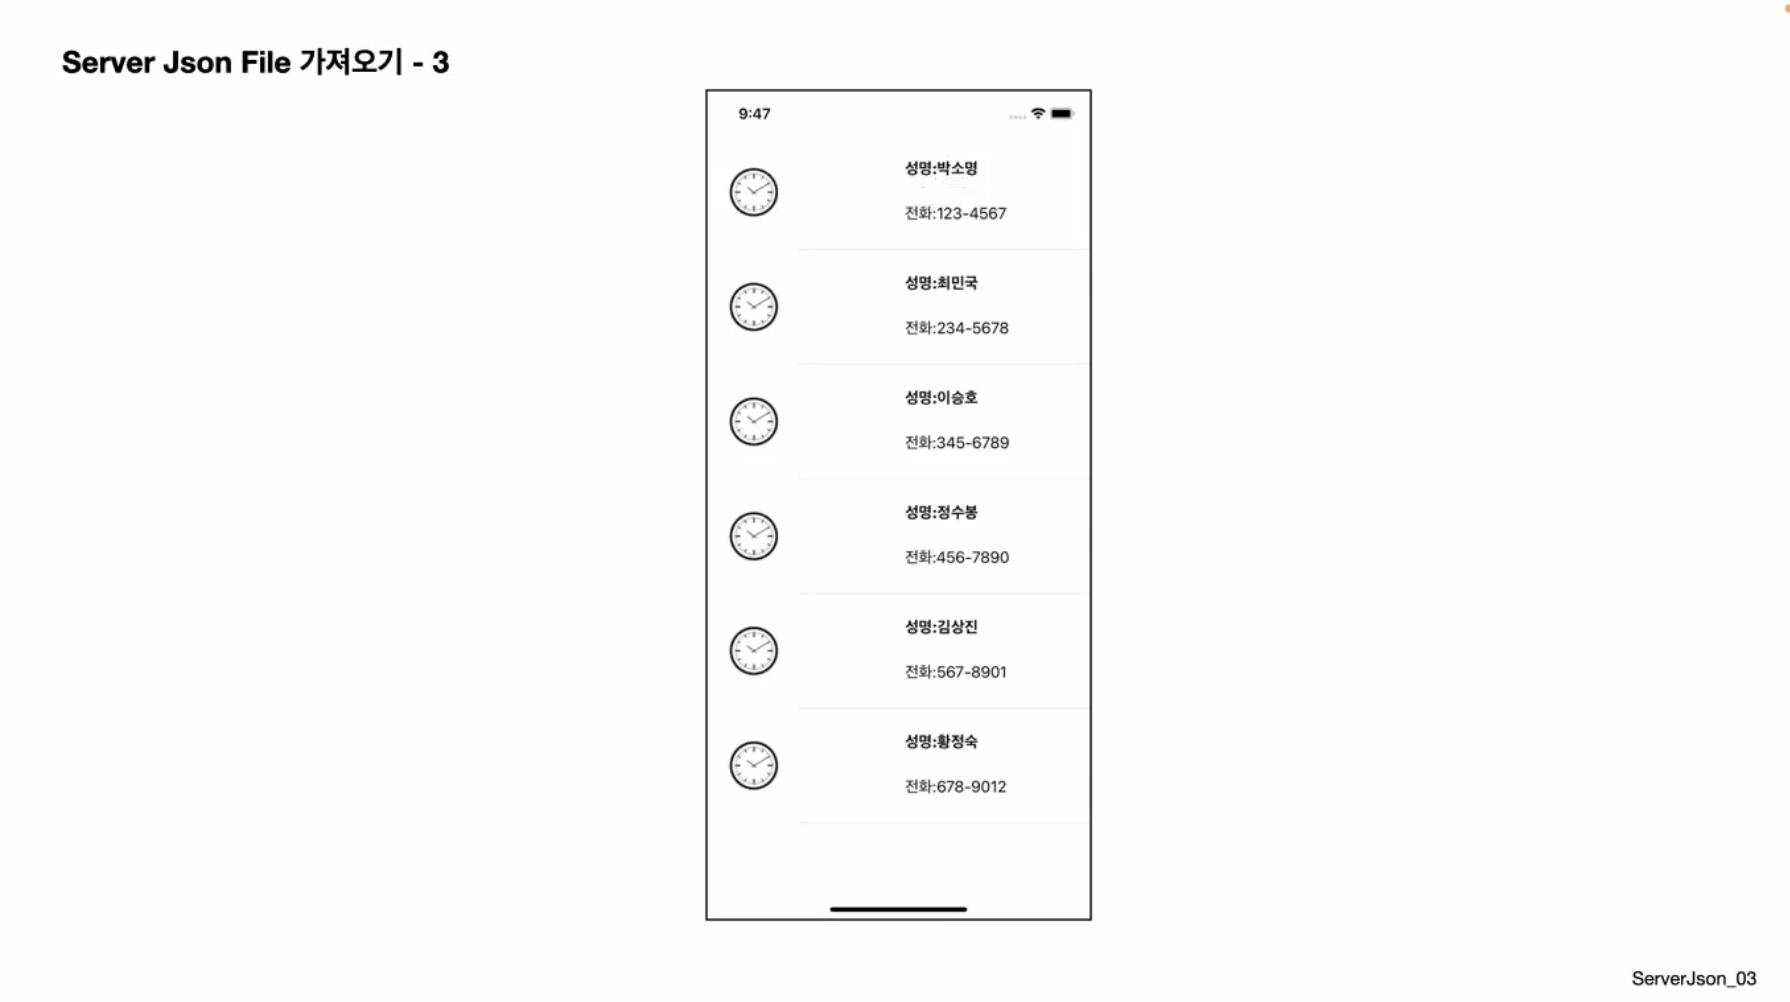 Server Json File 가져오기 - 3
9:47
성명:박소명
전화:123-4567
성명:최민국
전화:234-5678
성명:이승호
전화:345-6789
성명:정수봉
전화:456-7890
성명:김상진
전화:567-8901
성명:황정숙
전화:678-9012
ServerJson_03